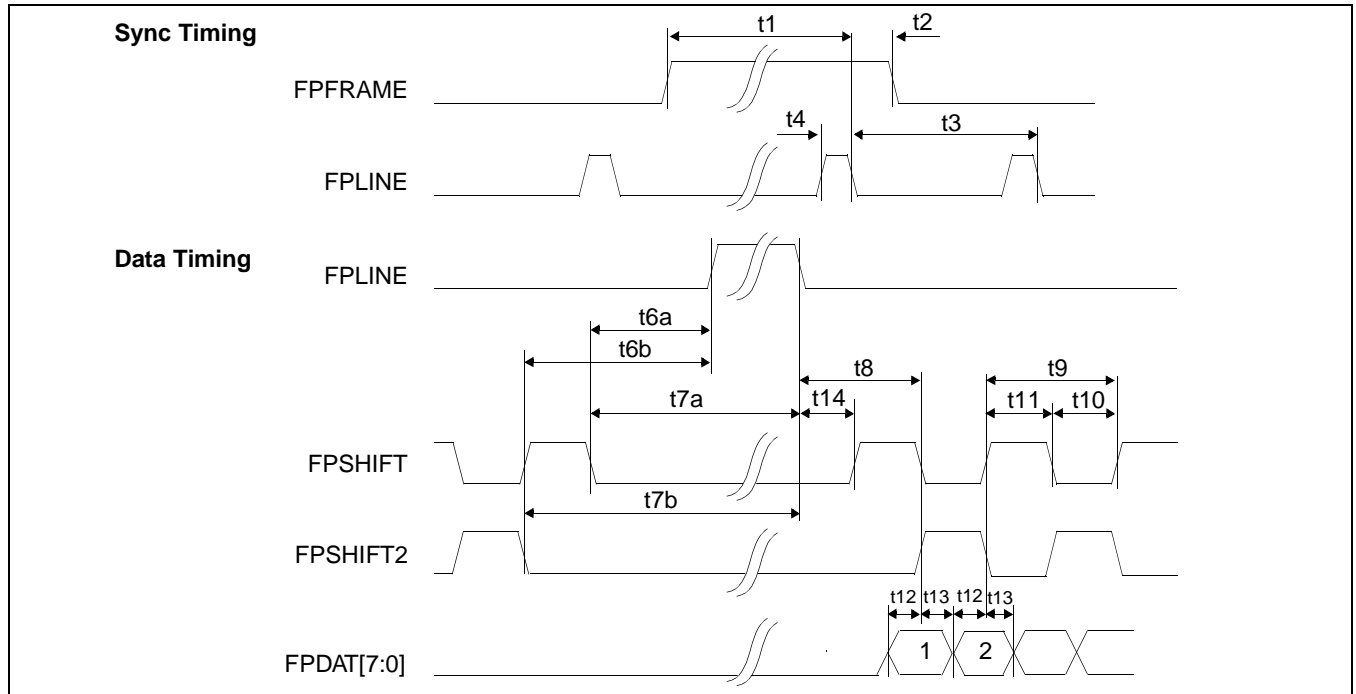 Sync Timing
t1
t2
FPFRAME
t4
t3
FPLINE
Data Timing
FPLINE
t6a
t6b
t8
t9
t7a
t14
t11
t10
FPSHIFT
t7b
FPSHIFT2
t12 t13 t12 t13
1 2
FPDAT[7:0]